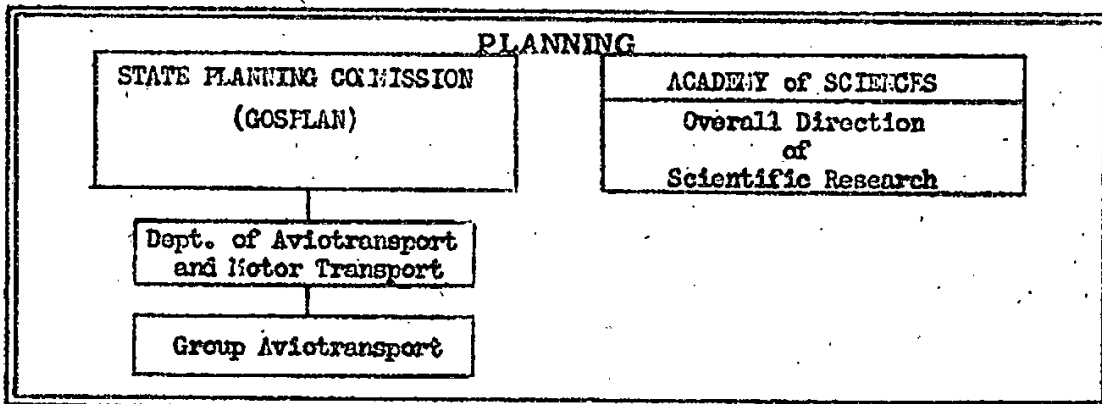 PLANNING
STATE PLANNING COMMISSION
(GOSPLAN)
ACADEMY of SCIENCES
Overall Direction
of
Scientific Research
Dept. of Aviotransport
and Motor Transport
Group Aviotransport